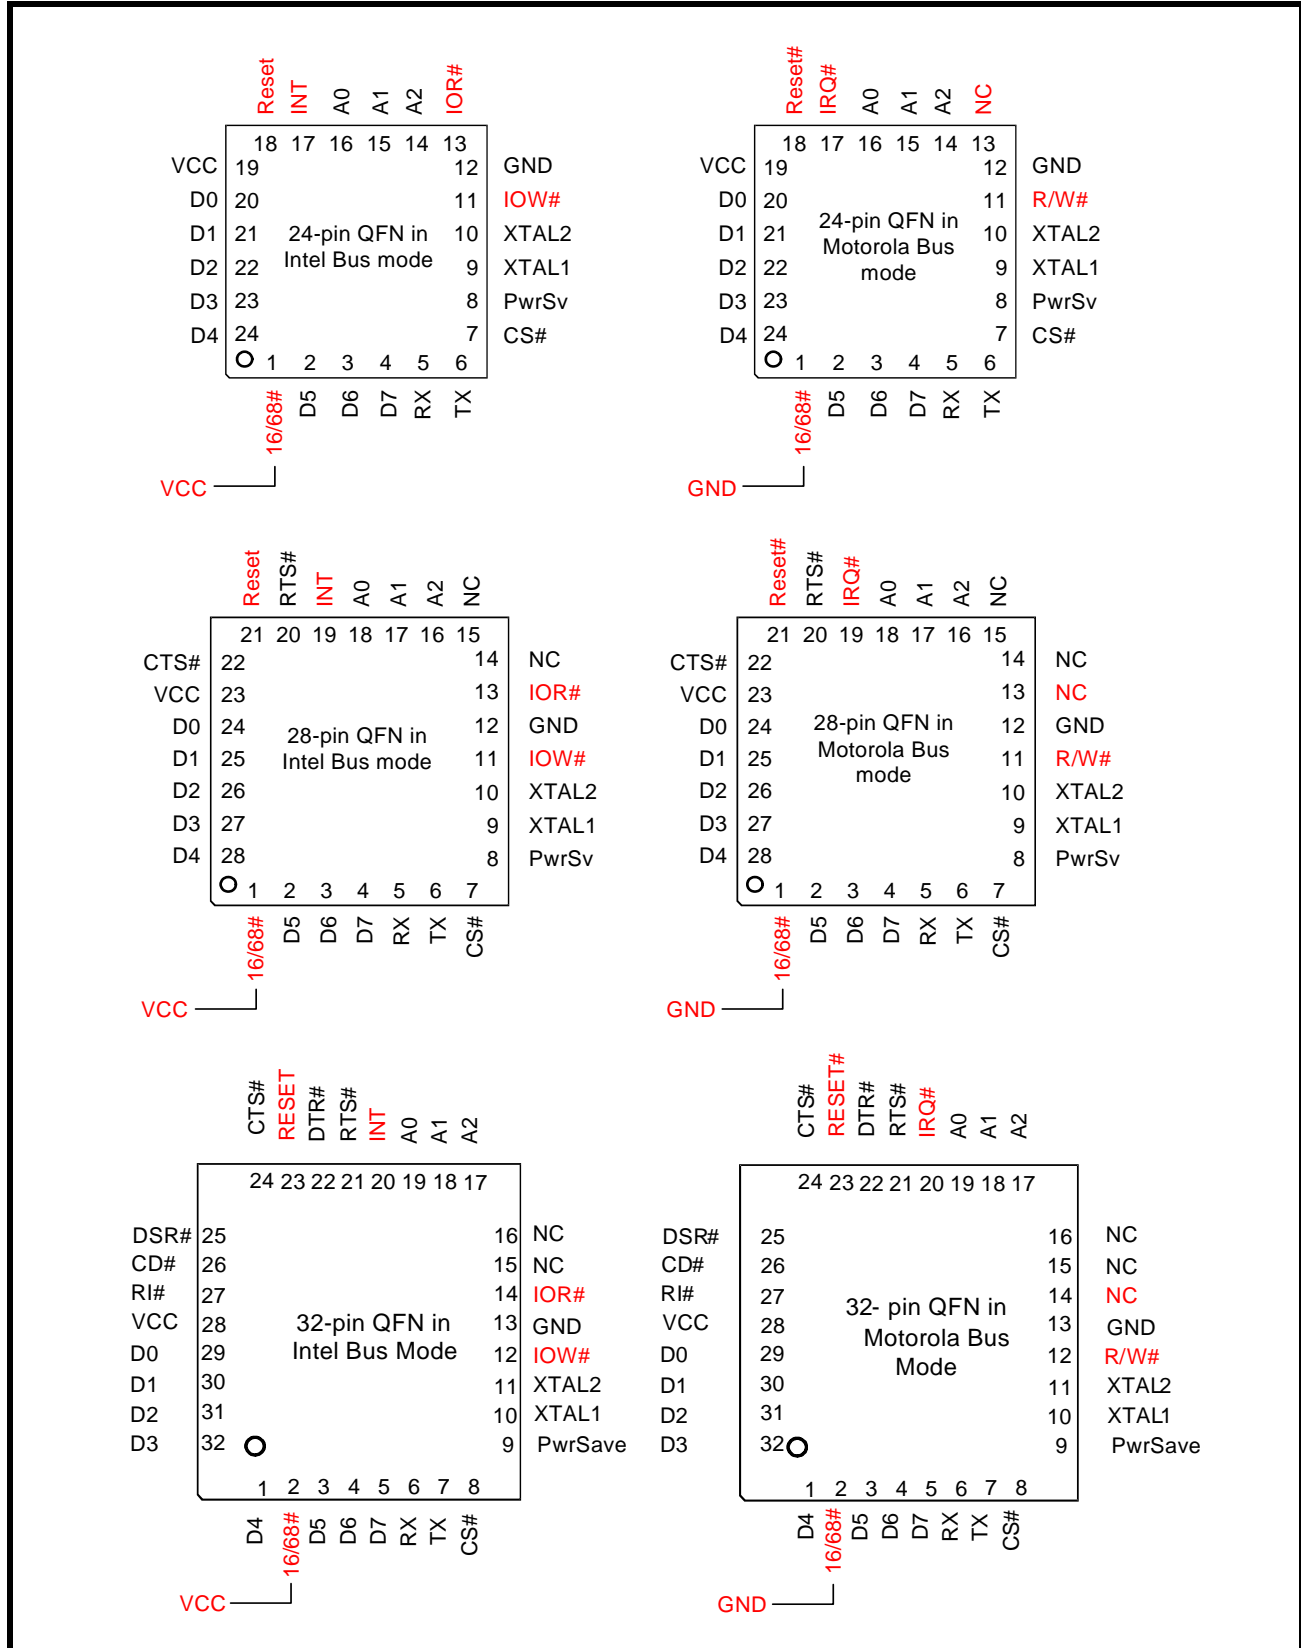 Reset INT A0 A1 A2 IOR#
18 17 16 15 14 13
VCC 19 12 GND
D0 20 11 IOW#
D1 21 24-pin QFN in 10 XTAL2
D2 22 Intel Bus mode 9 XTAL1
D3 23 8 PwrSv
D4 24 7 CS#
1 2 3 4 5 6
16/68# D5 D6 D7 RX TX
VCC
Reset# IRQ# A0 A1 A2 NC
18 17 16 15 14 13
VCC 19 12 GND
D0 20 11 R/W#
24-pin QFN in
D1 21 Motorola Bus 10 XTAL2
D2 22 mode 9 XTAL1
D3 23 8 PwrSv
D4 24 7 CS#
1 2 3 4 5 6
16/68# D5 D6 D7 RX TX
GND
Reset RTS# INT A0 A1 A2 NC
21 20 19 18 17 16 15
CTS# 22 14 NC
VCC 23 13 IOR#
D0 24 28-pin QFN in 12 GND
D1 25 Intel Bus mode 11 IOW#
D2 26 10 XTAL2
D3 27 9 XTAL1
D4 28 8 PwrSv
1 2 3 4 5 6 7
16/68# D5 D6 D7 RX TX CS#
VCC
Reset# RTS# IRQ# A0 A1 A2 NC
21 20 19 18 17 16 15
CTS# 22 14 NC
VCC 23 13 NC
D0 24 28-pin QFN in 12 GND
D1 25 Motorola Bus 11 R/W#
mode
D2 26 10 XTAL2
D3 27 9 XTAL1
D4 28 8 PwrSv
1 2 3 4 5 6 7
16/68# D5 D6 D7 RX TX CS#
GND
CTS# RESET DTR# RTS# INT A0 A1 A2
24 23 22 21 20 19 18 17
DSR# 25 16 NC
CD# 26 15 NC
RI# 27 14 IOR#
VCC 28 32-pin QFN in 13 GND
D0 29 Intel Bus Mode 12 IOW#
D1 30 11 XTAL2
D2 31 10 XTAL1
D3 32 9 PwrSave
1 2 3 4 5 6 7 8
D4 16/68# D5 D6 D7 RX TX CS#
VCC
CTS# RESET# DTR# RTS# IRQ# A0 A1 A2
24 23 22 21 20 19 18 17
DSR# 25 16 NC
CD# 26 15 NC
RI# 27 14 NC
32- pin QFN in
VCC 28 Motorola Bus 13 GND
D0 29 Mode 12 R/W#
D1 30 11 XTAL2
D2 31 10 XTAL1
D3 32 9 PwrSave
1 2 3 4 5 6 7 8
D4 16/68# D5 D6 D7 RX TX CS#
GND